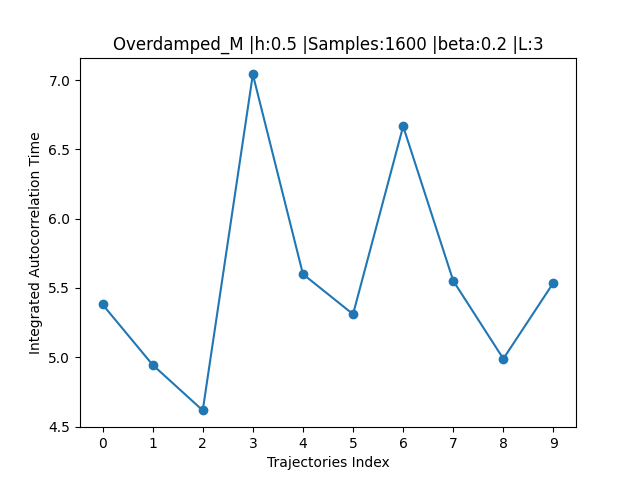 Overdamped_M |h:0.5 |Samples:1600 |beta:0.2 |L:3
Integrated Autocorrelation Time
7.0
6.5
6.0
5.5
5.0
4.5
0 1 2 3 4 5 6 7 8 9
Trajectories Index